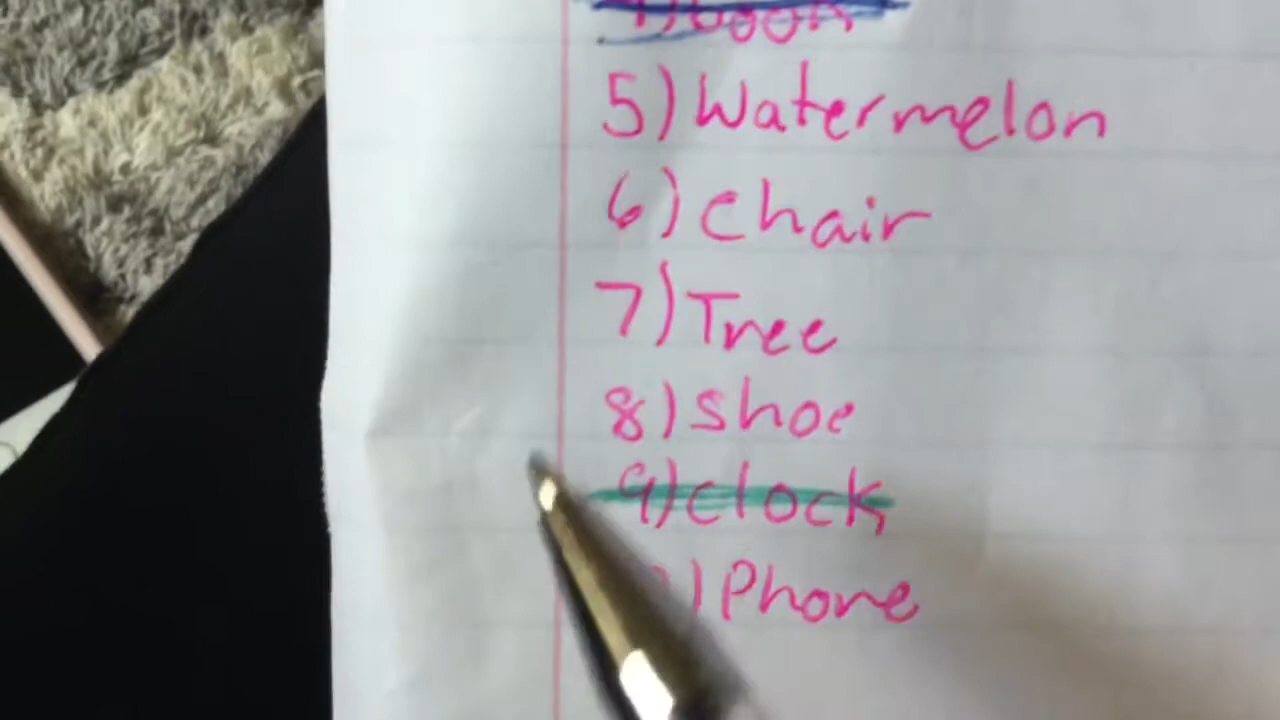 5) Watermelon
6) Chair
7) Tree
8) Shoe
9) clock
) Phone